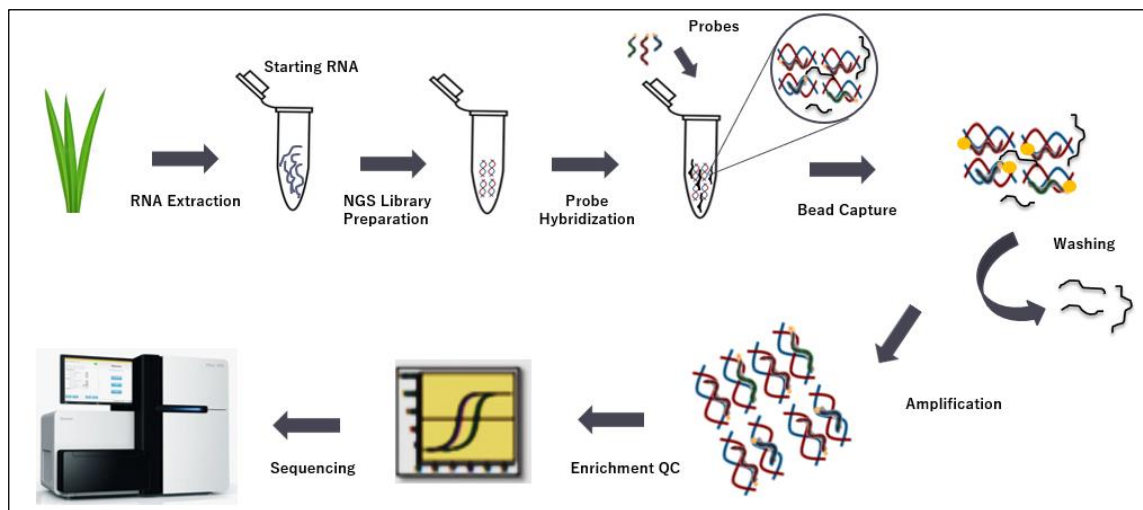 Probes
Starting RNA
RNA Extraction
NGS Library
Preparation
Probe
Hybridization
Bead Capture
Washing
Amplification
Enrichment QC
Sequencing